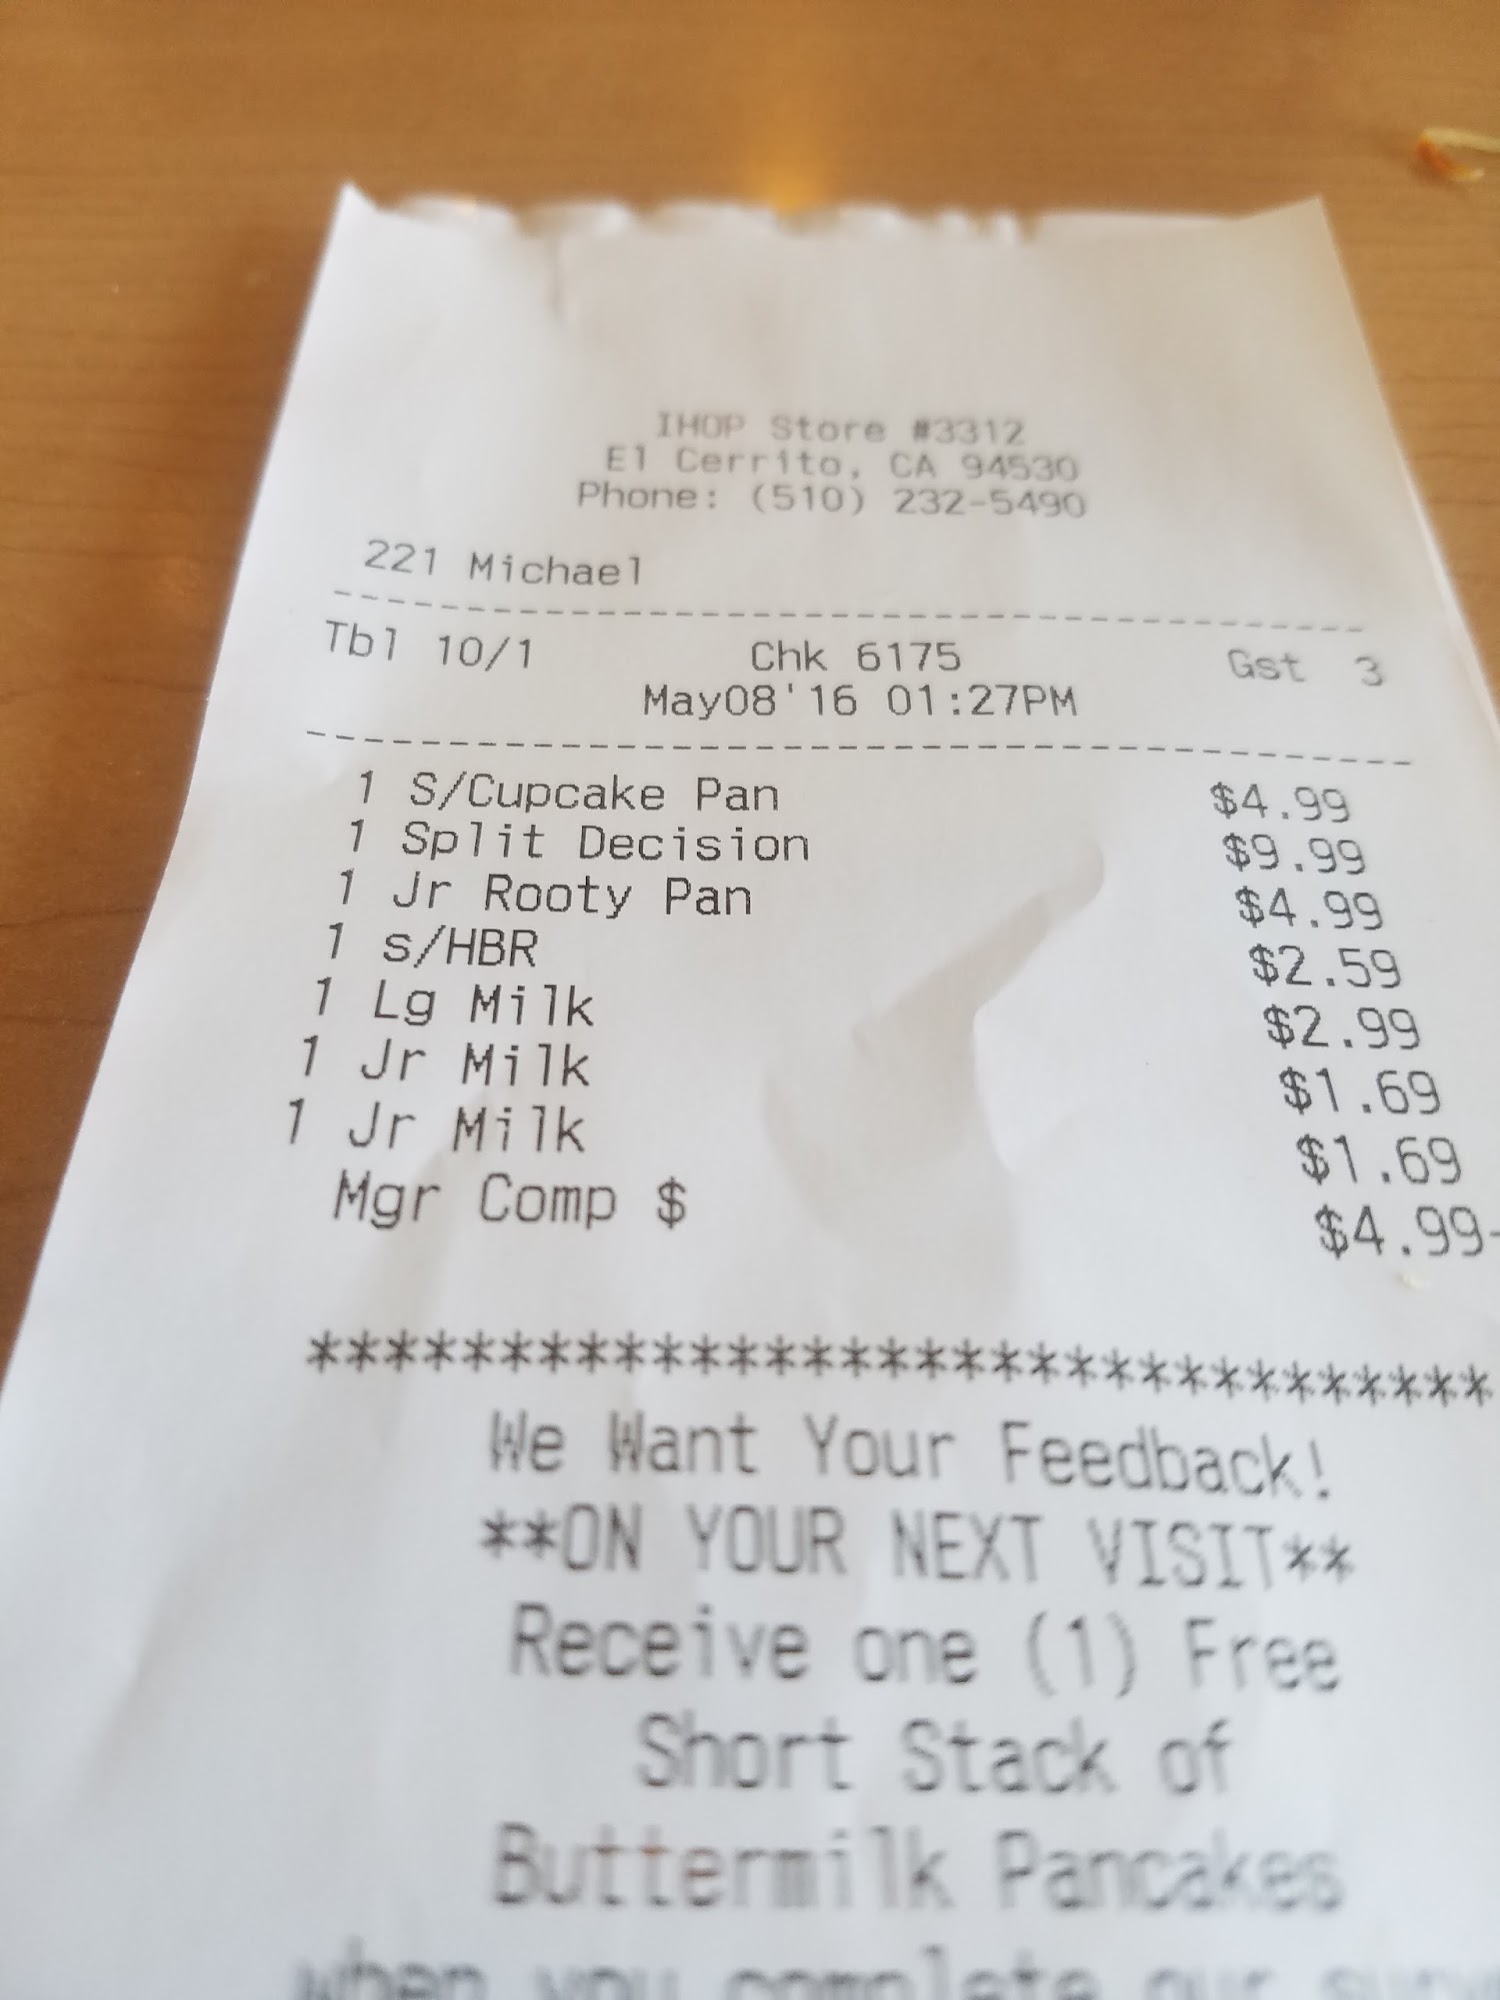 IHOP Store #3312
El Cerrito, CA 94530
Phone: (510) 232-5490
221 Michael
Tbl 10/1 Chk 6175 Gst 3
May08'16 01:27PM
1 S/Cupcake Pan $4.99
1 Split Decision $9.99
1 Jr Rooty Pan $4.99
1 s/HBR $2.59
1 Lg Milk $2.99
1 Jr Milk $1.69
1 Jr Milk $1.69
Mgr Comp $ $4.99-
********************************
We Want Your Feedback!
**ON YOUR NEXT VISIT**
Receive one (1) Free
Short Stack of
Buttermilk Pancakes
when you complete our